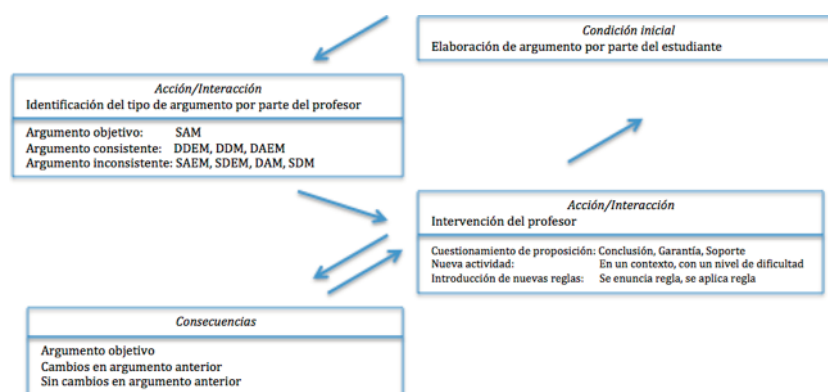 Condición inicial
Elaboración de argumento por parte del estudiante
Acción/Interacción
Identificación del tipo de argumento por parte del profesor
Argumento objetivo: SAM
Argumento consistente: DDEM, DDM, DAEM
Argumento inconsistente: SAEM, SDEM, DAM, SDM
Acción/Interacción
Intervención del profesor
Cuestionamiento de proposición: Conclusión, Garantía, Soporte
Nueva actividad: En un contexto, con un nivel de dificultad
Introducción de nuevas reglas: Se enuncia regla, se aplica regla
Consecuencias
Argumento objetivo
Cambios en argumento anterior
Sin cambios en argumento anterior